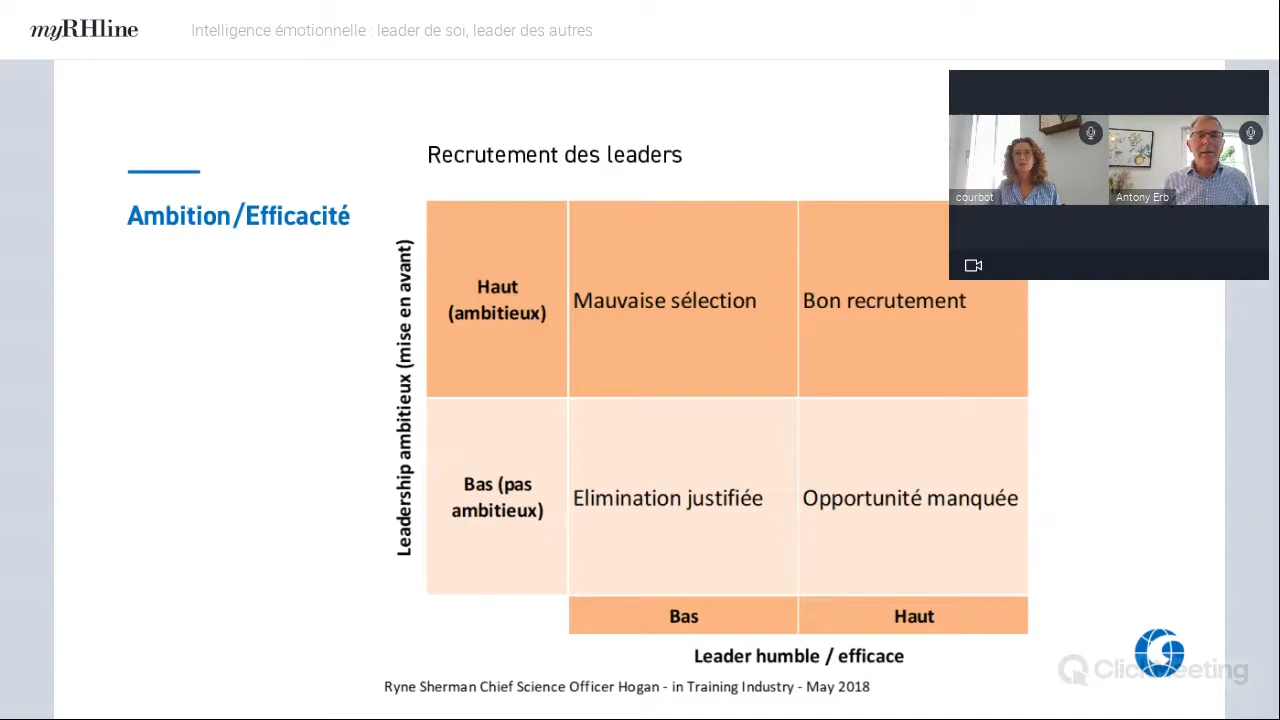 myRHline
Intelligence émotionnelle : leader de soi, leader des autres
Recrutement des leaders
Ambition/Efficacité
courbot
Antony Erb
Leadership ambitieux (mise en avant)
Haut
(ambitieux)
Mauvaise sélection
Bon recrutement
Bas (pas
ambitieux)
Elimination justifiée
Opportunité manquée
Bas
Haut
Leader humble / efficace
ClickMeeting
Ryne Sherman Chief Science Officer Hogan - in Training Industry - May 2018